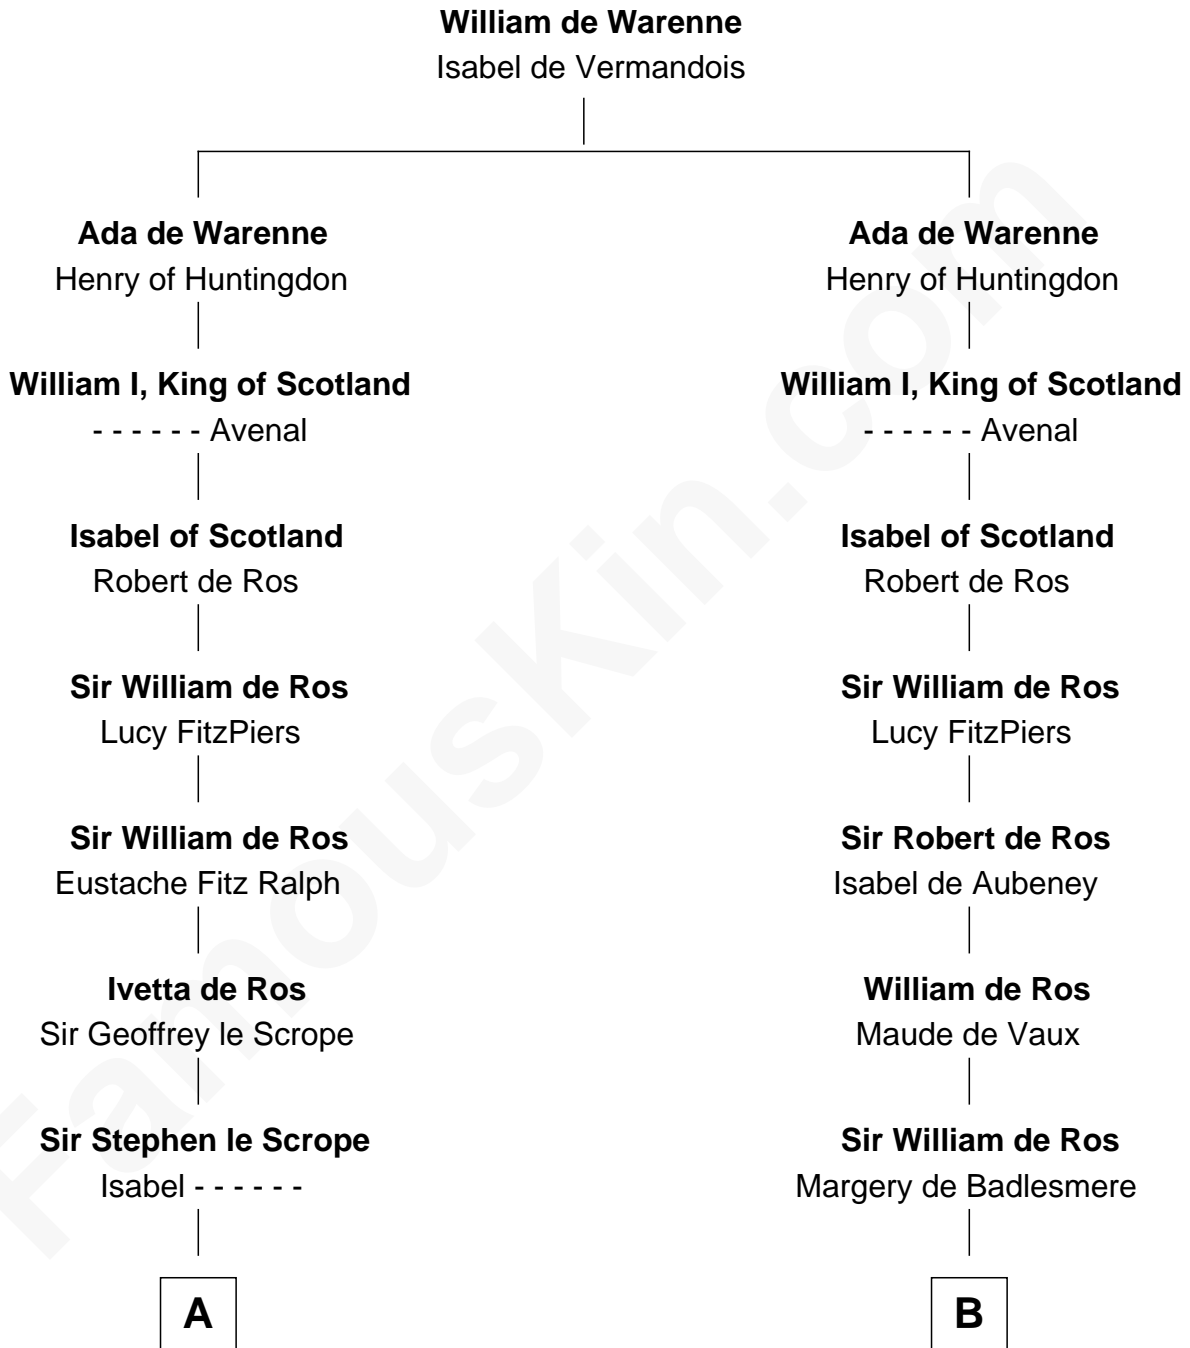 William de Warenne
Isabel de Vermandois
Ada de Warenne
Henry of Huntingdon
William I, King of Scotland
- - - - - - Avenal
Isabel of Scotland
Robert de Ros
Sir William de Ros
Lucy FitzPiers
Sir William de Ros
Eustache Fitz Ralph
Ivetta de Ros
Sir Geoffrey le Scrope
Sir Stephen le Scrope
Isabel - - - - - -
A
Ada de Warenne
Henry of Huntingdon
William I, King of Scotland
- - - - - - Avenal
Isabel of Scotland
Robert de Ros
Sir William de Ros
Lucy FitzPiers
Sir Robert de Ros
Isabel de Aubeney
William de Ros
Maude de Vaux
Sir William de Ros
Margery de Badlesmere
B
FamousKin.com